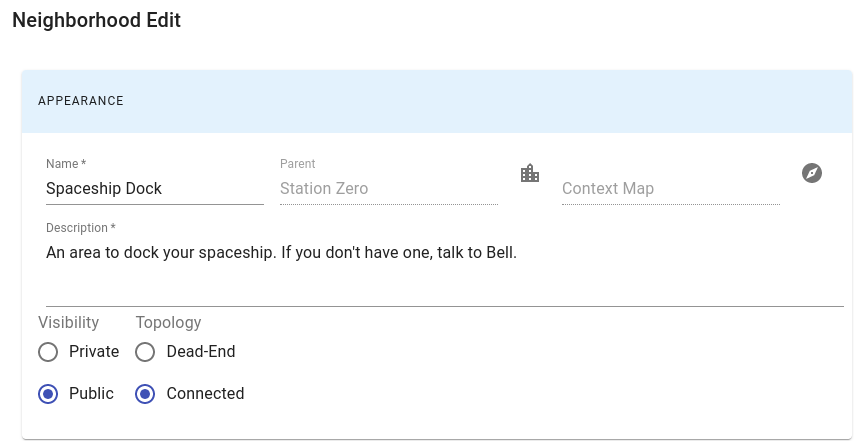 Neighborhood Edit
APPEARANCE
Name *
Spaceship Dock
Parent
Station Zero
Context Map
Description *
An area to dock your spaceship. If you don't have one, talk to Bell.
Visibility
Private
Public
Topology
Dead-End
Connected